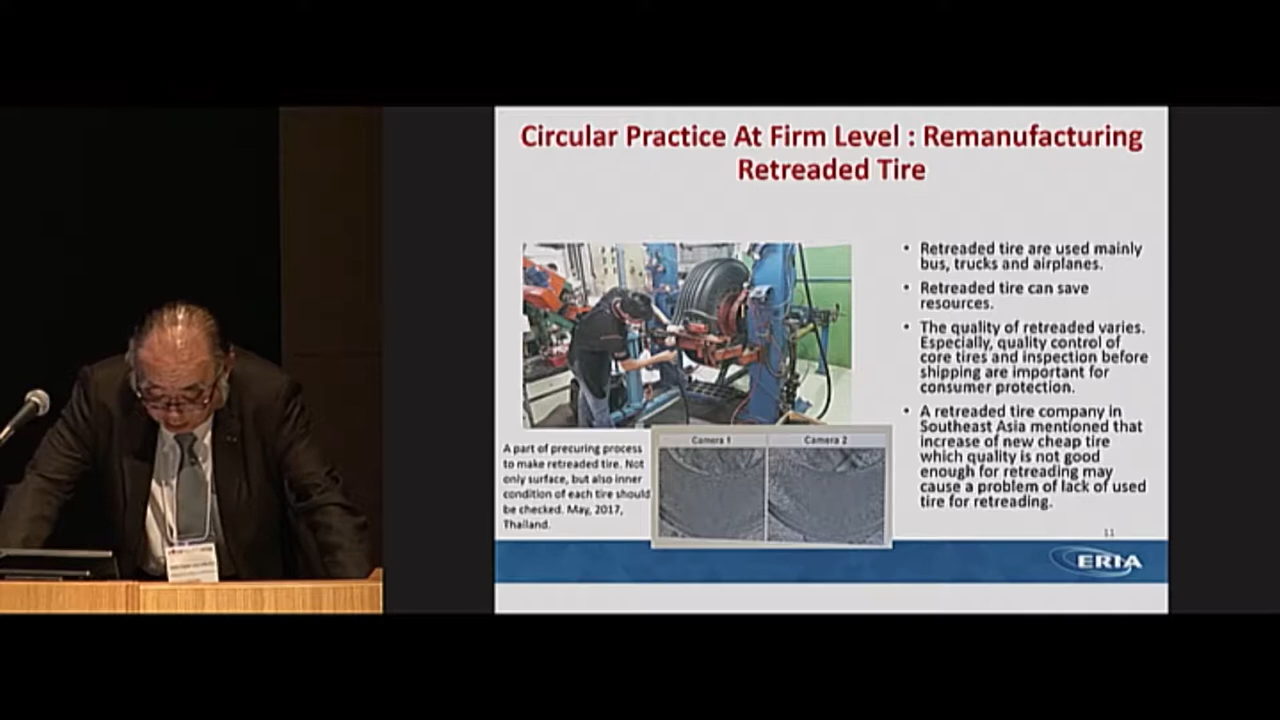 Circular Practice At Firm Level : Remanufacturing
Retreaded Tire
• Retreaded tire are used mainly
bus, trucks and airplanes.
• Retreaded tire can save
resources.
• The quality of retreaded varies.
Especially, quality control of
core tires and inspection before
shipping are important for
consumer protection.
• A retreaded tire company in
Southeast Asia mentioned that
increase of new cheap tire
which quality is not good
enough for retreading may
cause a problem of lack of used
tire for retreading.
A part of precuring process
to make retreaded tire. Not
only surface, but also inner
condition of each tire should
be checked. May, 2017,
Thailand.
Camera 1
Camera 2
11
ERIA